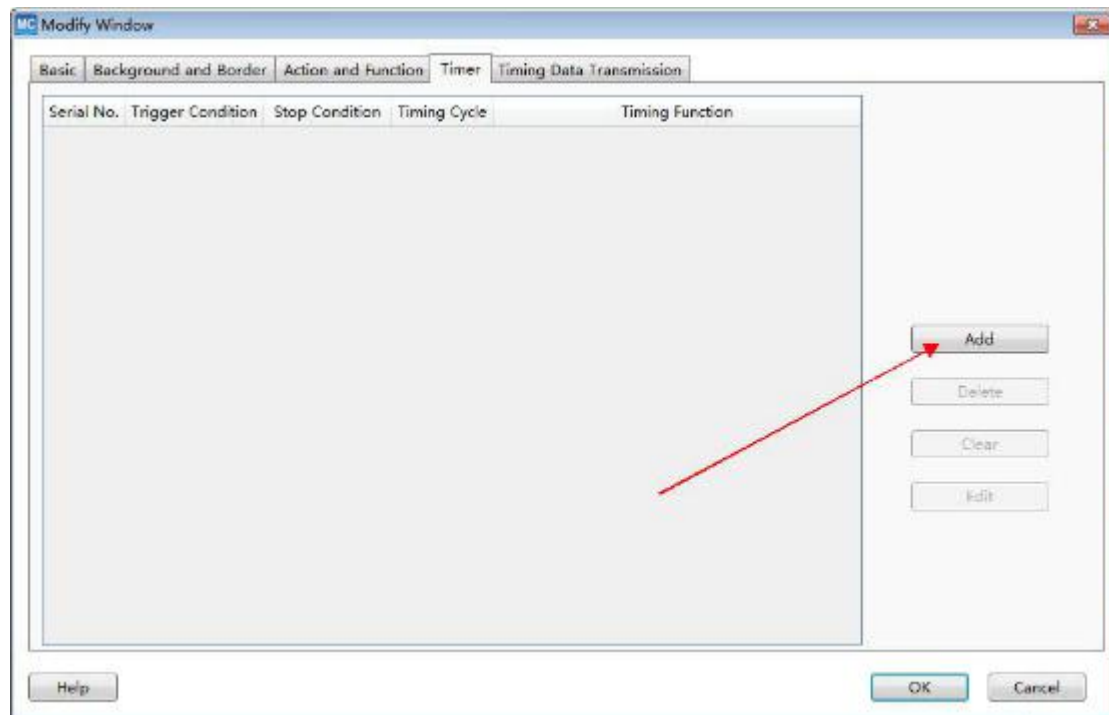 MC Modify Window
Basic Background and Border Action and Function Timer Timing Data Transmission
Serial No. Trigger Condition Stop Condition Timing Cycle Timing Function
Add
Delete
Clear
Edit
Help OK Cancel